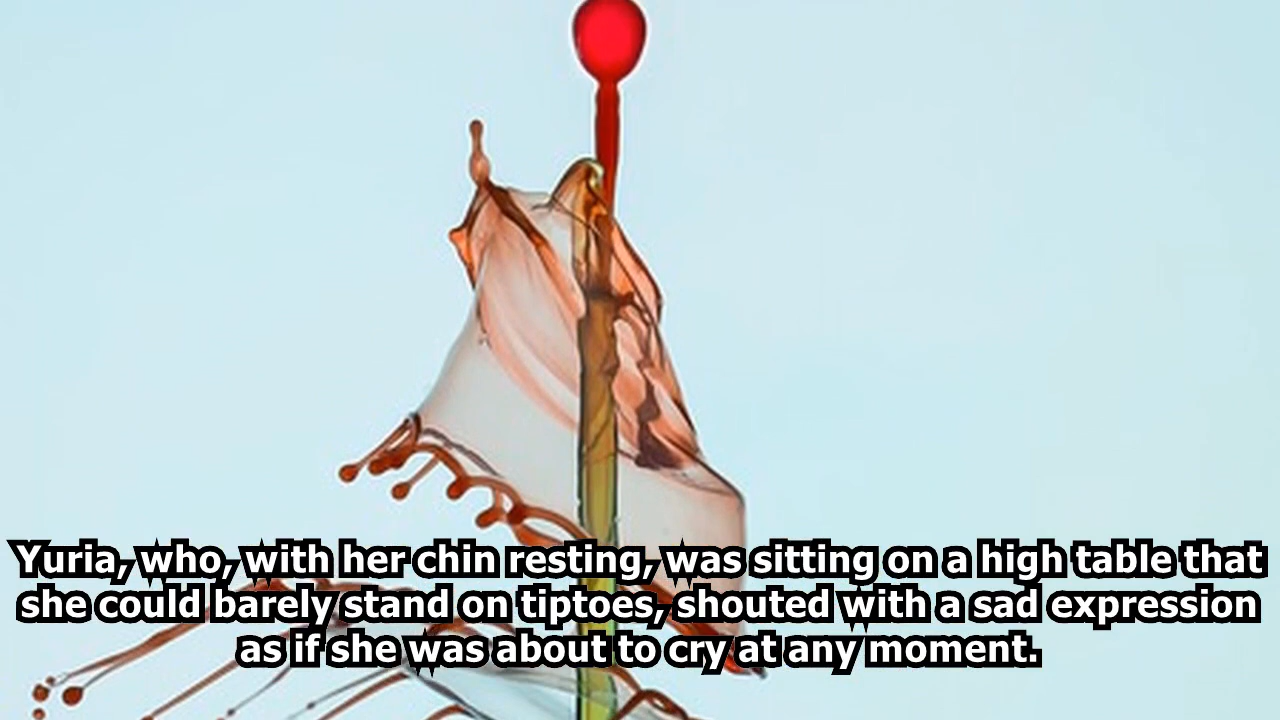 Yuria, who, with her chin resting, was sitting on a high table that
she could barely stand on tiptoes, shouted with a sad expression
as if she was about to cry at any moment.